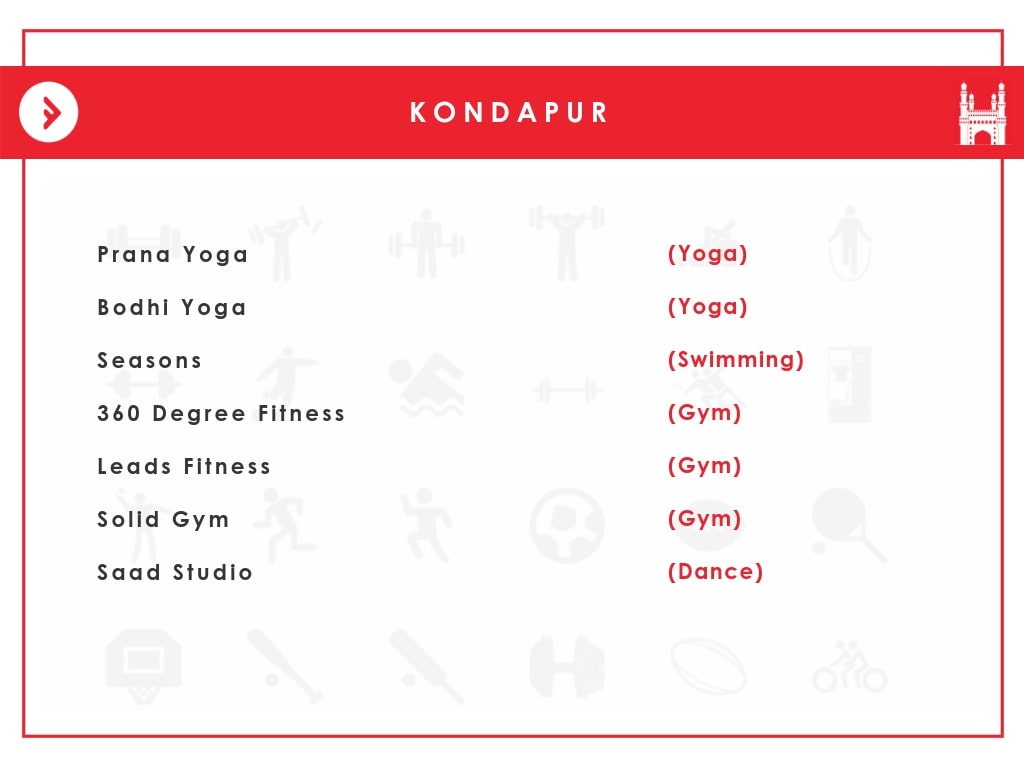 KONDAPUR
Prana Yoga (Yoga)
Bodhi Yoga (Yoga)
Seasons (Swimming)
360 Degree Fitness (Gym)
Leads Fitness (Gym)
Solid Gym (Gym)
Saad Studio (Dance)